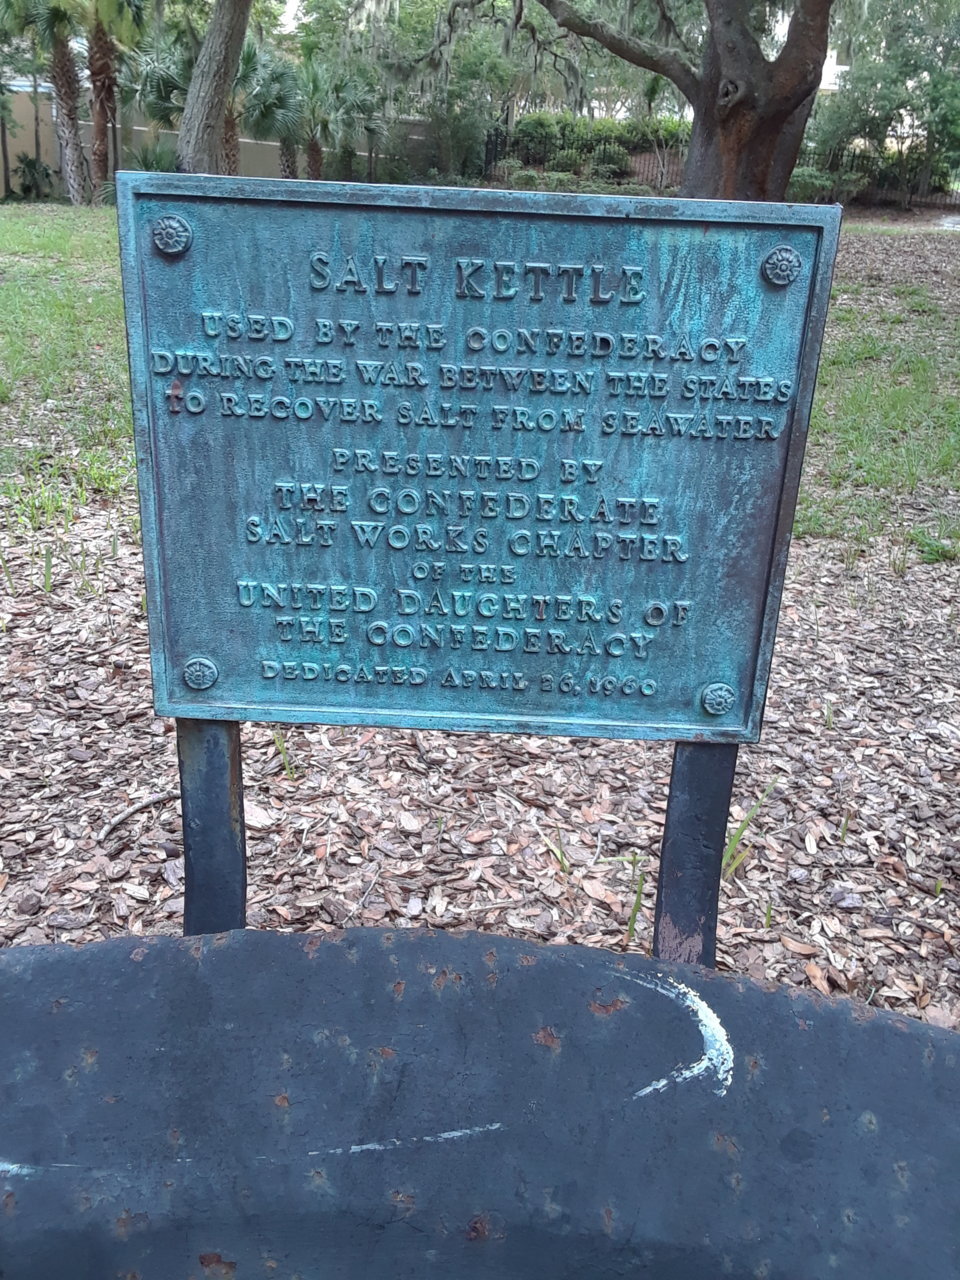 SALT KETTLE
USED BY THE CONFEDERACY
DURING THE WAR BETWEEN THE STATES
TO RECOVER SALT FROM SEAWATER
PRESENTED BY
THE CONFEDERATE
SALT WORKS CHAPTER
OF THE
UNITED DAUGHTERS OF
THE CONFEDERACY
DEDICATED APRIL 26, 1960